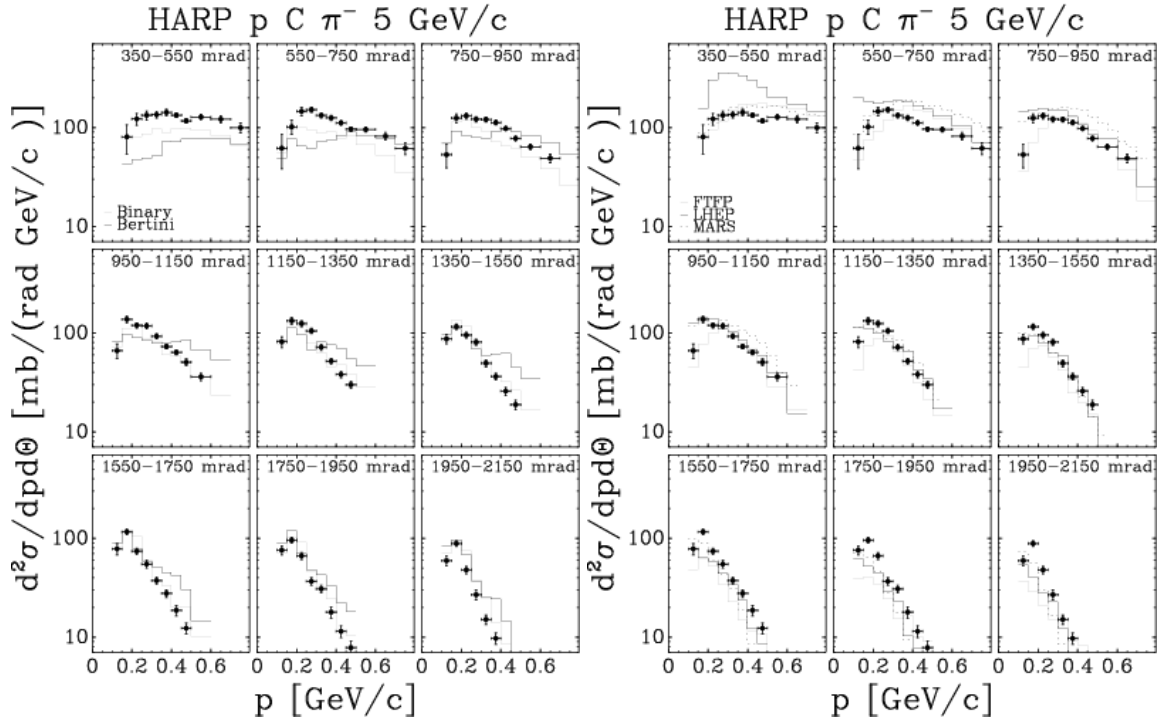 HARP p C π⁻ 5 GeV/c
350−550 mrad
550−750 mrad
750−950 mrad
100
10
Binary
Bertini
950−1150 mrad
1150−1350 mrad
1350−1550 mrad
100
10
1550−1750 mrad
1750−1950 mrad
1950−2150 mrad
100
10
0 0.2 0.4 0.6
0 0.2 0.4 0.6
0 0.2 0.4 0.6
d²σ/dpdΘ [mb/(rad GeV/c )]
p [GeV/c]
HARP p C π⁻ 5 GeV/c
350−550 mrad
550−750 mrad
750−950 mrad
100
10
FTFP
LHEP
MARS
950−1150 mrad
1150−1350 mrad
1350−1550 mrad
100
10
1550−1750 mrad
1750−1950 mrad
1950−2150 mrad
100
10
0 0.2 0.4 0.6
0 0.2 0.4 0.6
0 0.2 0.4 0.6
d²σ/dpdΘ [mb/(rad GeV/c )]
p [GeV/c]